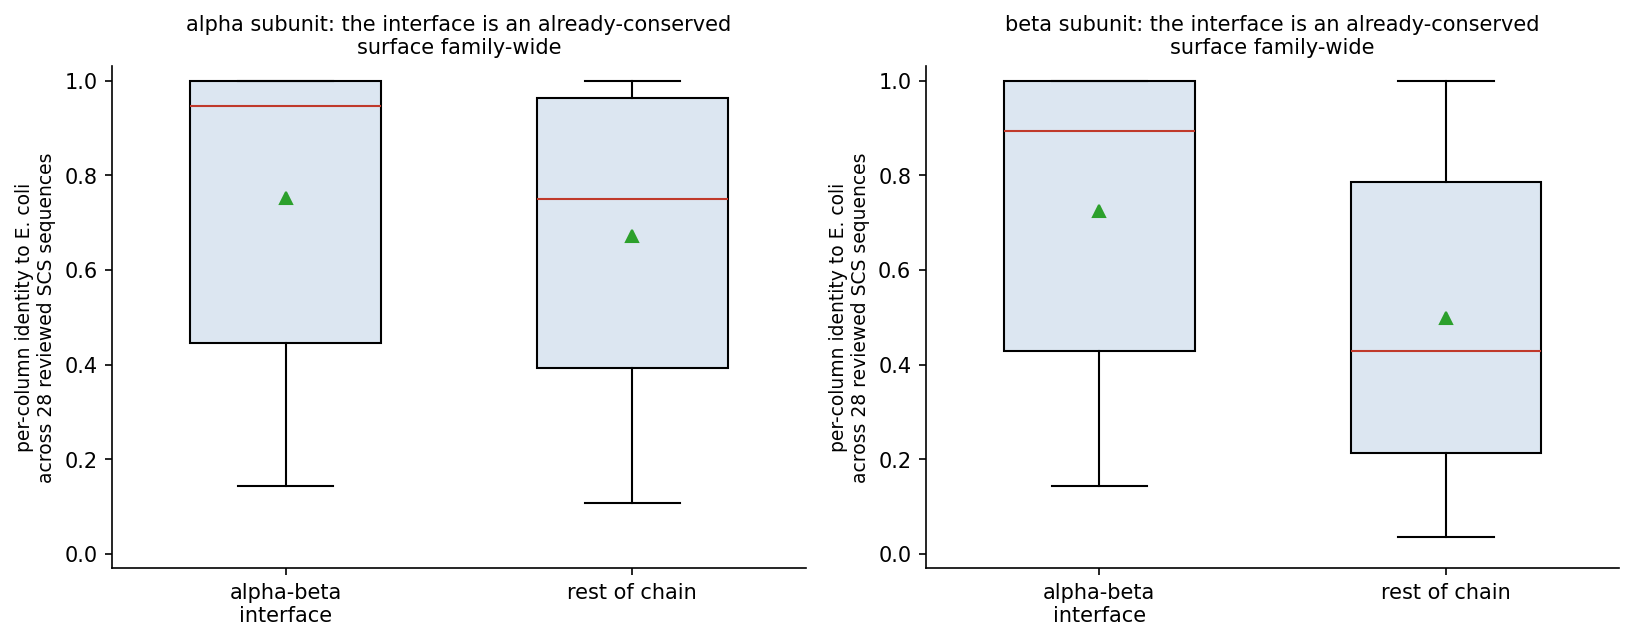 alpha subunit: the interface is an already-conserved
surface family-wide
per-column identity to E. coli
across 28 reviewed SCS sequences
1.0
0.8
0.6
0.4
0.2
0.0
alpha-beta
interface
rest of chain
beta subunit: the interface is an already-conserved
surface family-wide
per-column identity to E. coli
across 28 reviewed SCS sequences
1.0
0.8
0.6
0.4
0.2
0.0
alpha-beta
interface
rest of chain